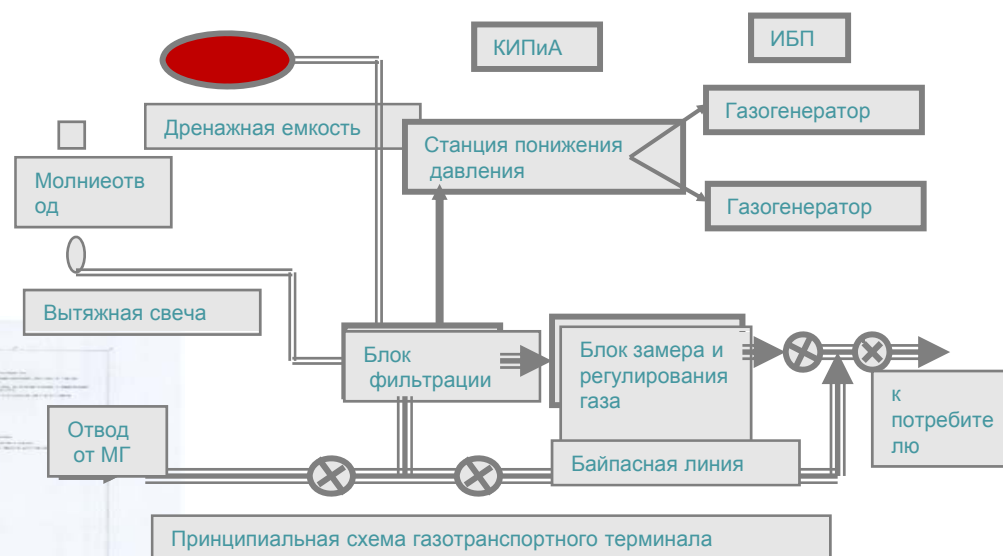 КИПиА
ИБП
Дренажная емкость
Станция понижения
давления
Газогенератор
Молниеотв
од
Газогенератор
Вытяжная свеча
Блок
фильтрации
Блок замера и
регулирования
газа
к
потребите
лю
Отвод
от МГ
Байпасная линия
Принципиальная схема газотранспортного терминала